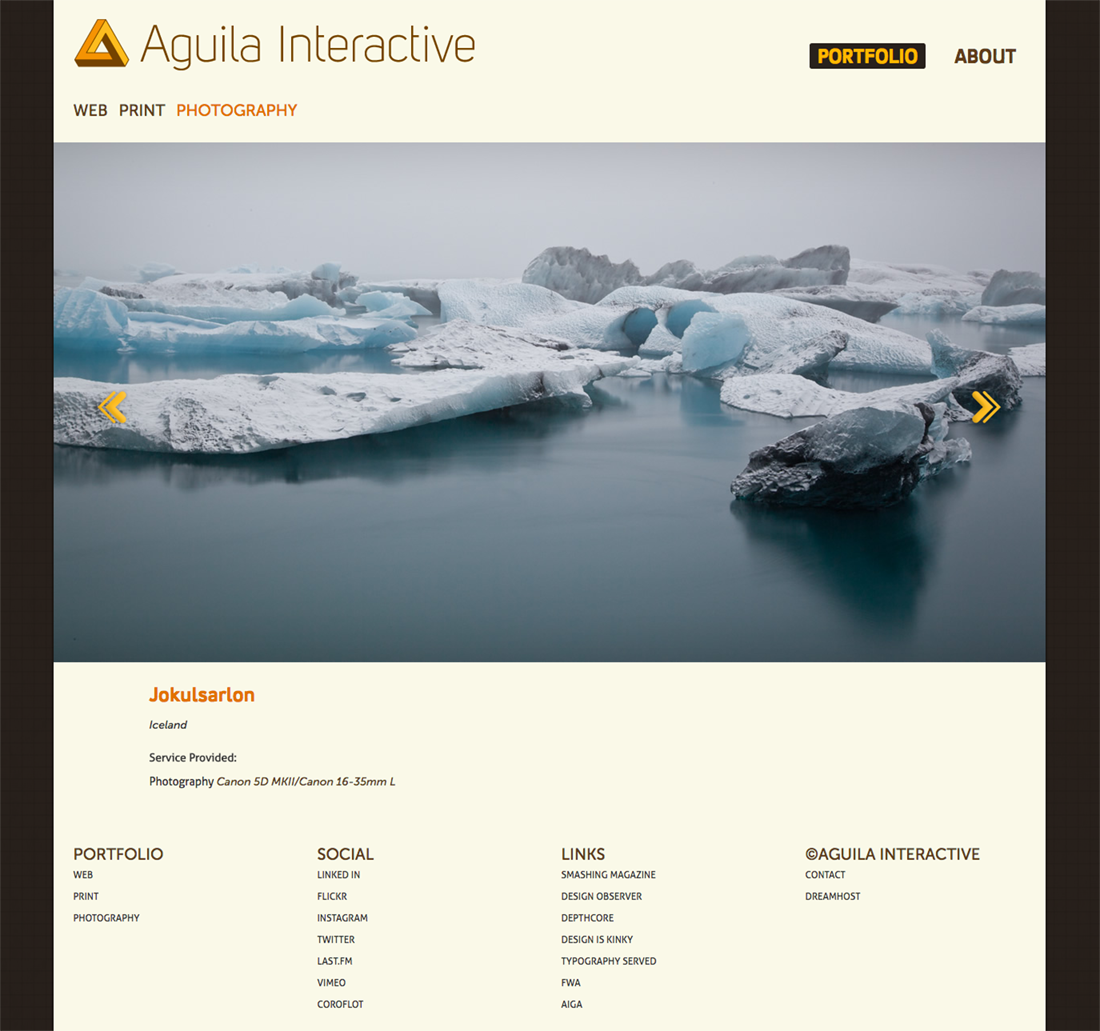 Aguila Interactive
PORTFOLIO ABOUT
WEB PRINT PHOTOGRAPHY
Jokulsarlon
Iceland
Service Provided:
Photography Canon 5D MKII/Canon 16-35mm L
PORTFOLIO
WEB
PRINT
PHOTOGRAPHY
SOCIAL
LINKED IN
FLICKR
INSTAGRAM
TWITTER
LAST.FM
VIMEO
COROFLOT
LINKS
SMASHING MAGAZINE
DESIGN OBSERVER
DEPTHCORE
DESIGN IS KINKY
TYPOGRAPHY SERVED
FWA
AIGA
©AGUILA INTERACTIVE
CONTACT
DREAMHOST